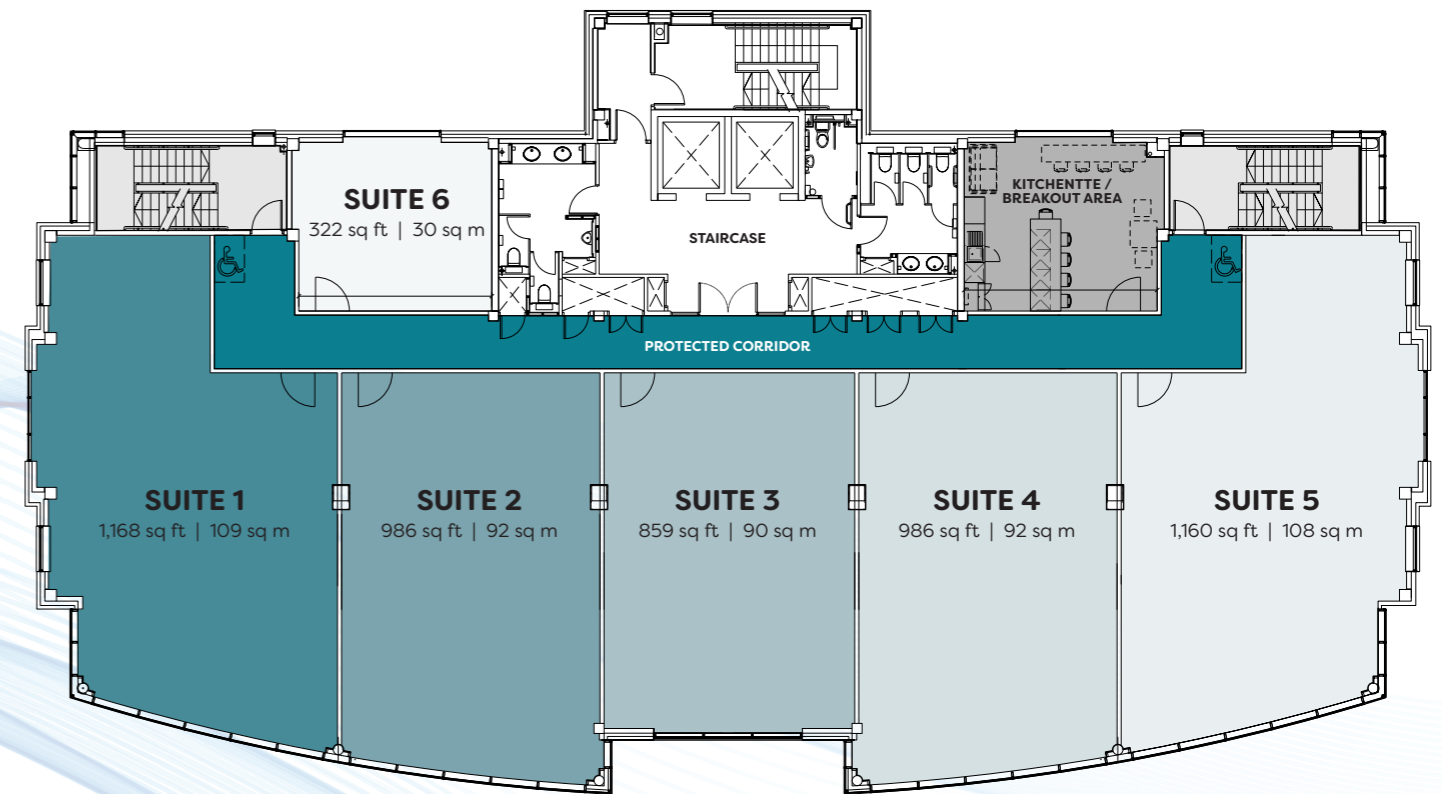 SUITE 6
322 sq ft | 30 sq m
KITCHENTTE /
BREAKOUT AREA
STAIRCASE
PROTECTED CORRIDOR
SUITE 1
1,168 sq ft | 109 sq m
SUITE 2
986 sq ft | 92 sq m
SUITE 3
859 sq ft | 90 sq m
SUITE 4
986 sq ft | 92 sq m
SUITE 5
1,160 sq ft | 108 sq m